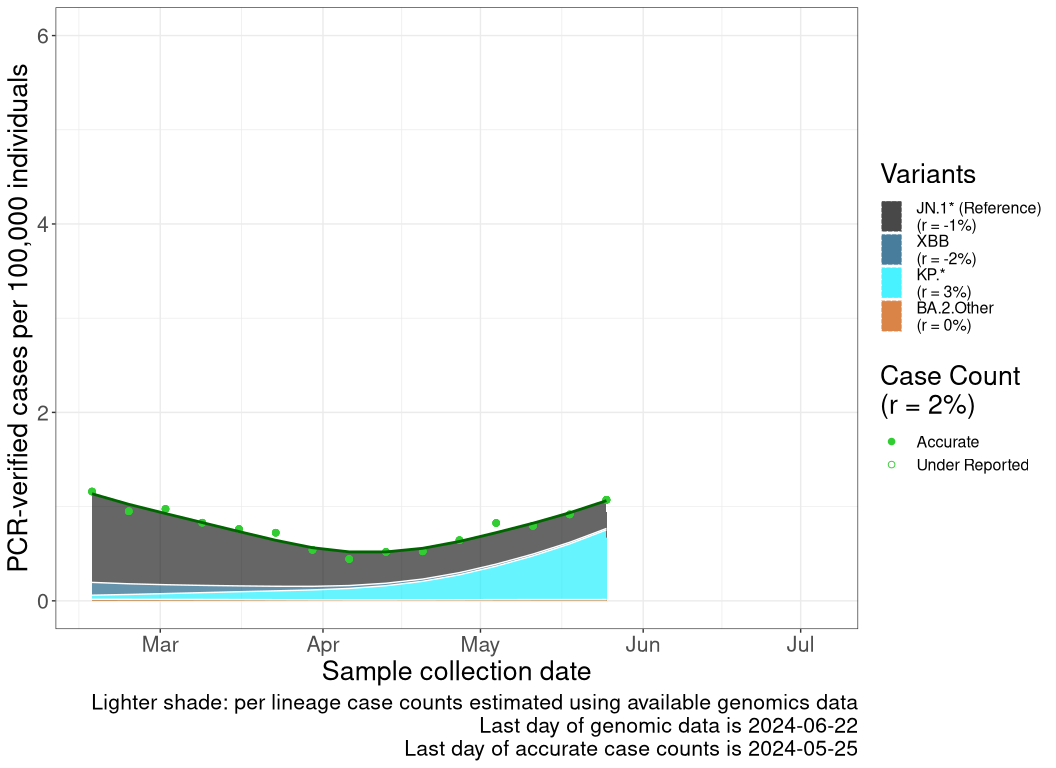 PCR-verified cases per 100,000 individuals
6
4
2
0
Mar
Apr
May
Jun
Jul
Sample collection date
Variants
JN.1* (Reference)
(r = -1%)
XBB
(r = -2%)
KP.*
(r = 3%)
BA.2.Other
(r = 0%)
Case Count
(r = 2%)
Accurate
Under Reported
Lighter shade: per lineage case counts estimated using available genomics data
Last day of genomic data is 2024-06-22
Last day of accurate case counts is 2024-05-25